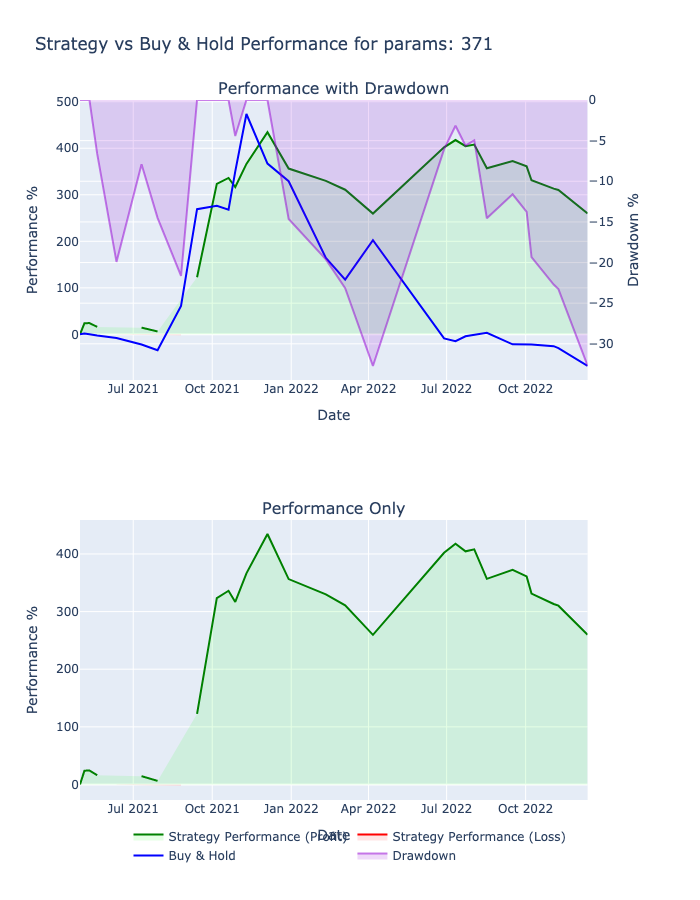 Strategy vs Buy & Hold Performance for params: 371
Performance with Drawdown
500
400
300
200
100
0
Performance %
0
−5
−10
−15
−20
−25
−30
Drawdown %
Jul 2021 Oct 2021 Jan 2022 Apr 2022 Jul 2022 Oct 2022
Date
Performance Only
400
300
200
100
0
Performance %
Jul 2021 Oct 2021 Jan 2022 Apr 2022 Jul 2022 Oct 2022
Date
Strategy Performance (Profit) Strategy Performance (Loss)
Buy & Hold Drawdown